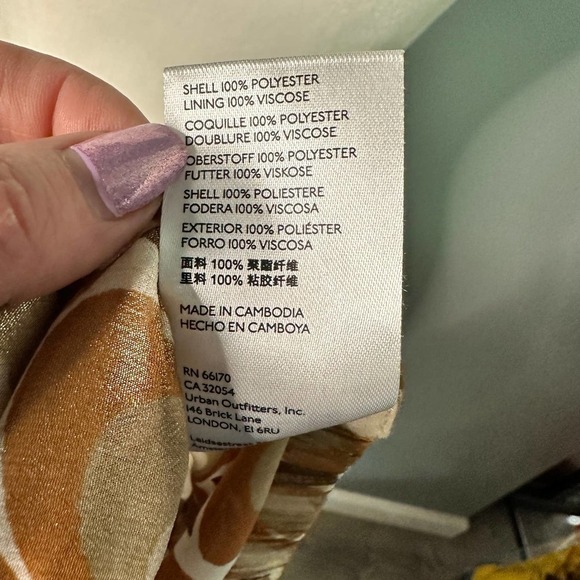 SHELL 100% POLYESTER
LINING 100% VISCOSE
COQUILLE 100% POLYESTER
DOUBLURE 100% VISCOSE
OBERSTOFF 100% POLYESTER
FUTTER 100% VISKOSE
SHELL 100% POLIESTERE
FODERA 100% VISCOSA
EXTERIOR 100% POLIÉSTER
FORRO 100% VISCOSA
面料 100% 聚酯纤维
里料 100% 粘胶纤维
MADE IN CAMBODIA
HECHO EN CAMBOYA
RN 66170
CA 32054
Urban Outfitters, Inc.
146 Brick Lane
LONDON, E1 6RU